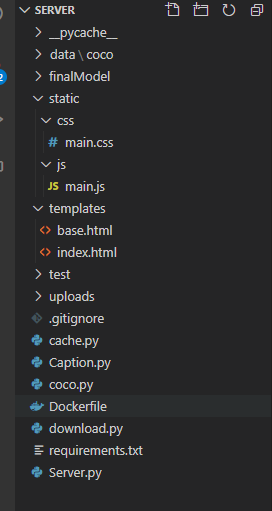 SERVER
__pycache__
data \ coco
finalModel
static
css
# main.css
js
JS main.js
templates
<> base.html
<> index.html
test
uploads
.gitignore
cache.py
Caption.py
coco.py
Dockerfile
download.py
requirements.txt
Server.py